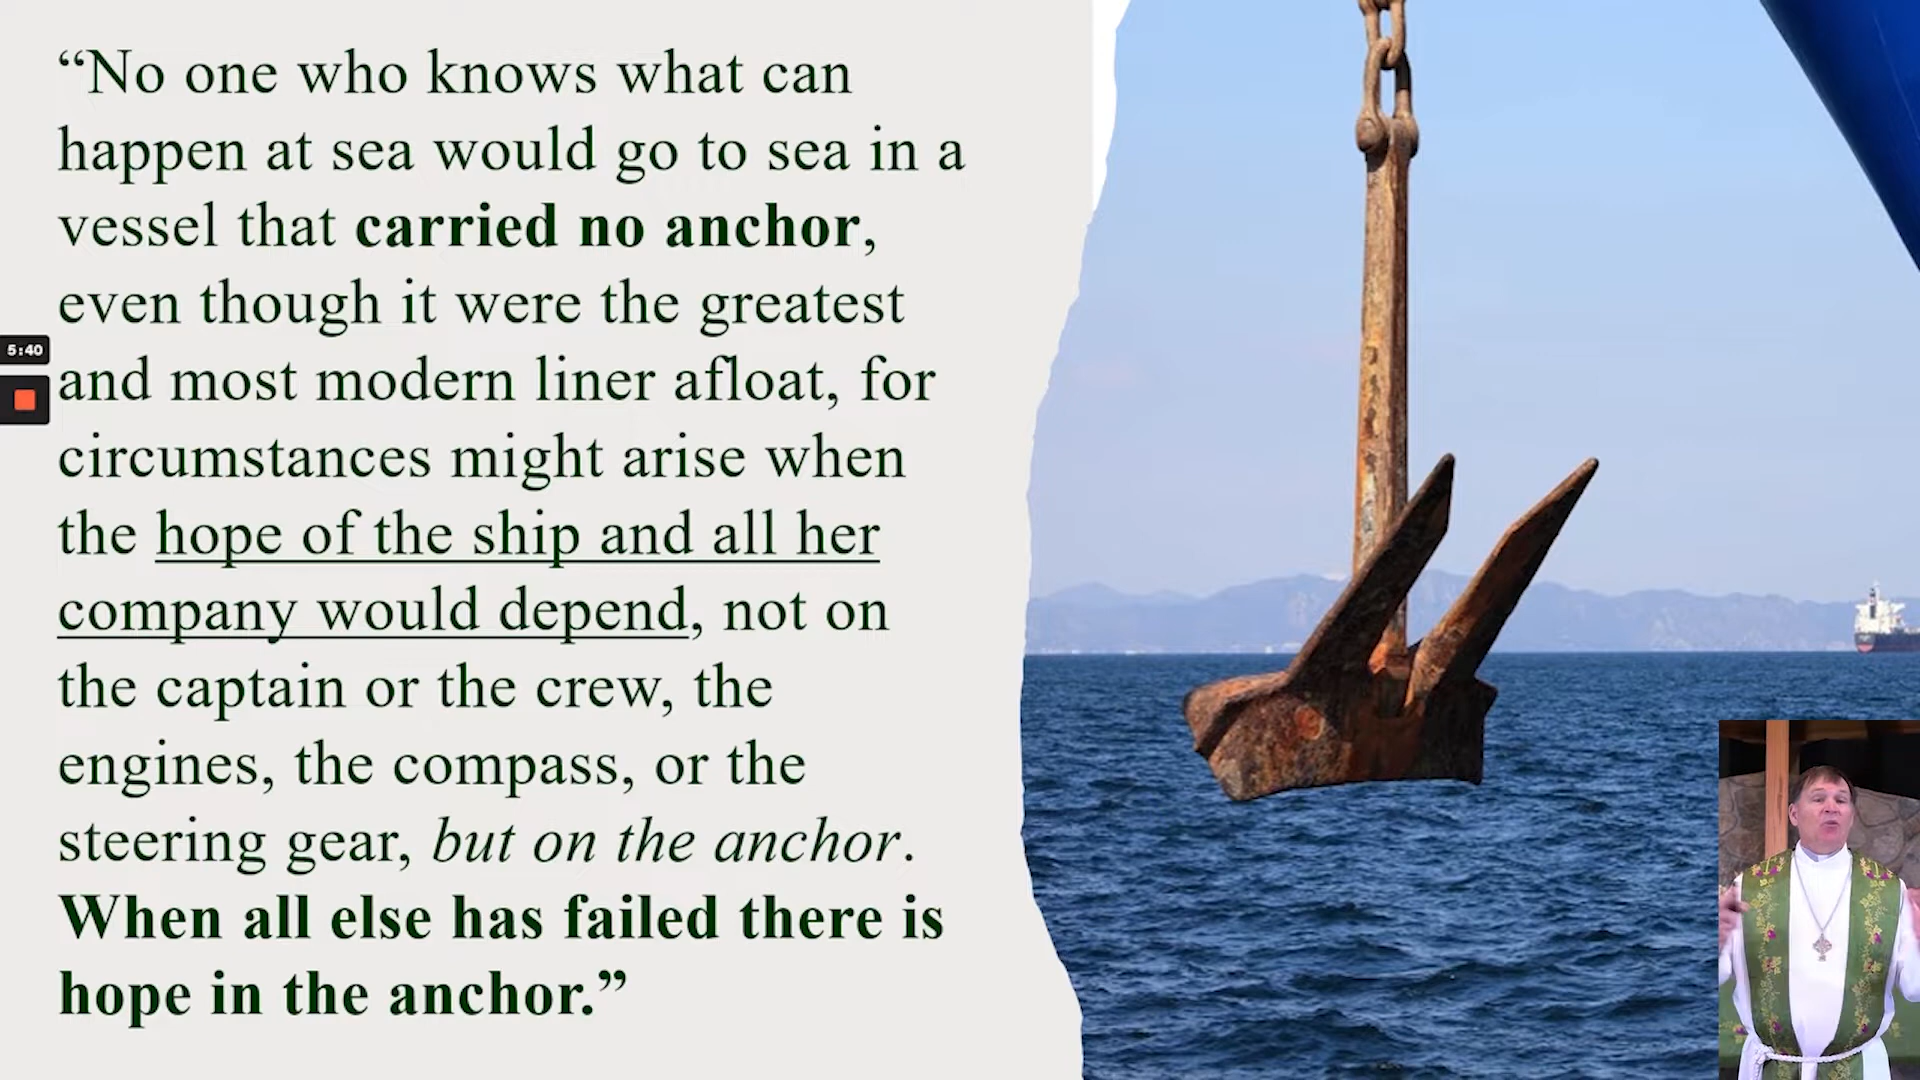 “No one who knows what can
happen at sea would go to sea in a
vessel that carried no anchor,
even though it were the greatest
and most modern liner afloat, for
circumstances might arise when
the hope of the ship and all her
company would depend, not on
the captain or the crew, the
engines, the compass, or the
steering gear, but on the anchor.
When all else has failed there is
hope in the anchor.”
5:40